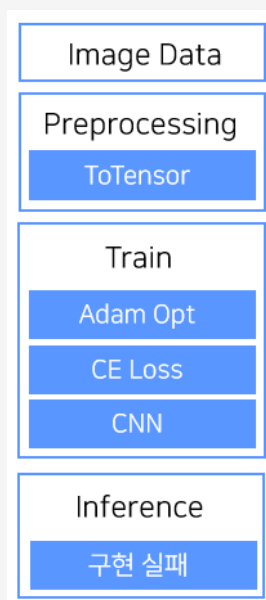 Image Data
Preprocessing
ToTensor
Train
Adam Opt
CE Loss
CNN
Inference
구현 실패